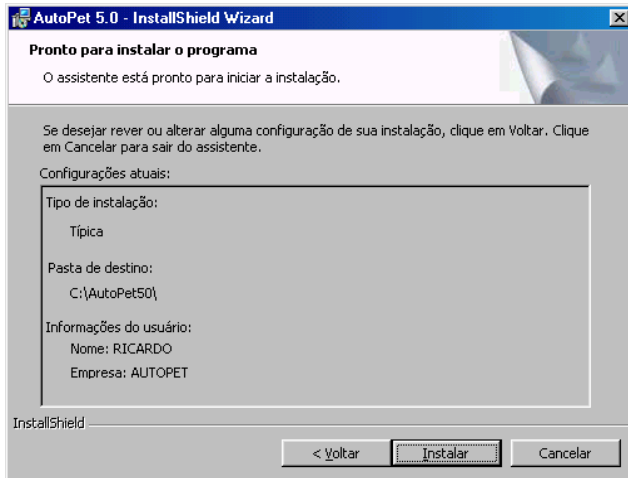 AutoPet 5.0 - InstallShield Wizard
Pronto para instalar o programa
O assistente está pronto para iniciar a instalação.
Se desejar rever ou alterar alguma configuração de sua instalação, clique em Voltar. Clique
em Cancelar para sair do assistente.
Configurações atuais:
Tipo de instalação:
Típica
Pasta de destino:
C:\AutoPet50\
Informações do usuário:
Nome: RICARDO
Empresa: AUTOPET
InstallShield
< Voltar Instalar Cancelar